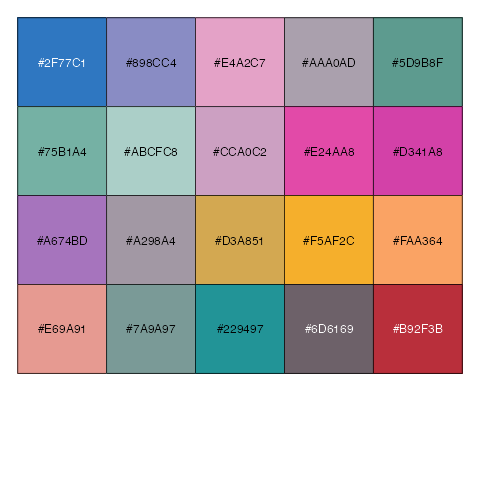 #2F77C1 #898CC4 #E4A2C7 #AAA0AD #5D9B8F
#75B1A4 #ABCFC8 #CCA0C2 #E24AA8 #D341A8
#A674BD #A298A4 #D3A851 #F5AF2C #FAA364
#E69A91 #7A9A97 #229497 #6D6169 #B92F3B